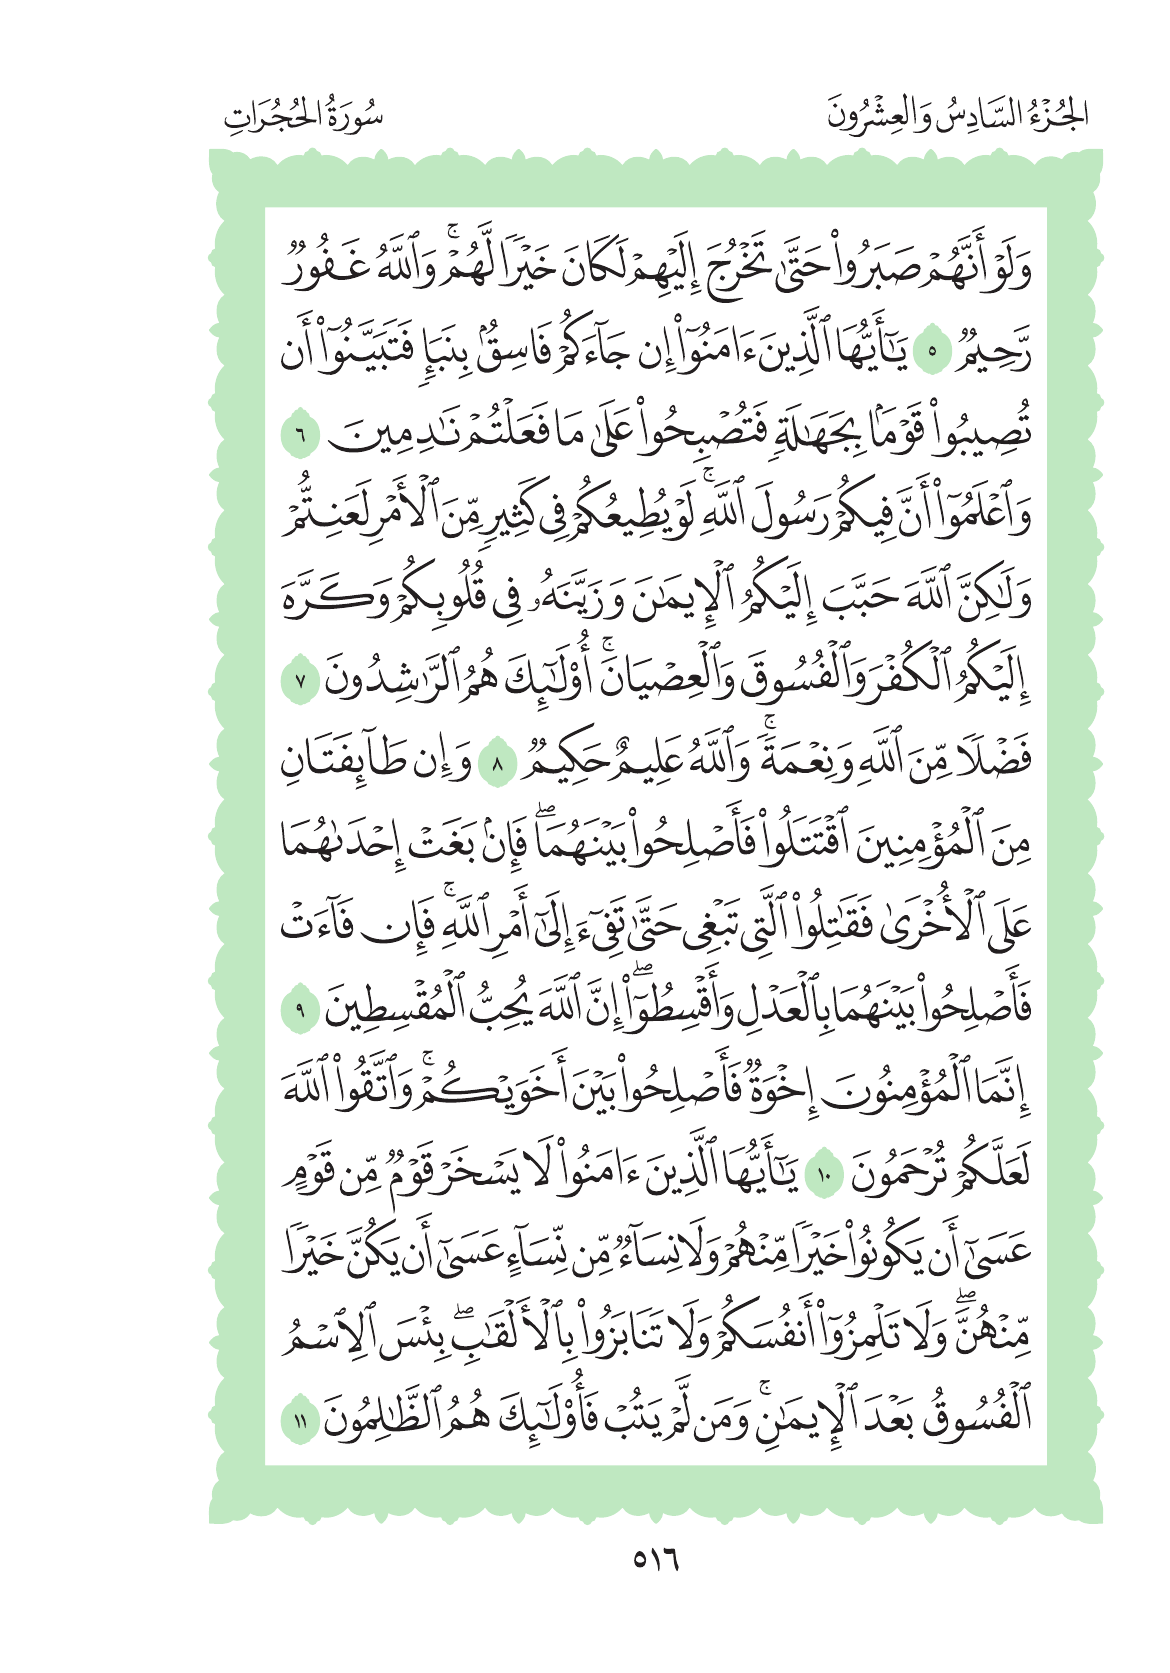 الجُزْءُ السَّادِسُ وَالعِشْرُونَ
سُورَةُ الحُجُرَاتِ
وَلَوْ أَنَّهُمْ صَبَرُوا۟ حَتَّىٰ تَخْرُجَ إِلَيْهِمْ لَكَانَ خَيْرًا لَّهُمْ ۚ وَٱللَّهُ غَفُورٌ
رَّحِيمٌ ٥ يَـٰٓأَيُّهَا ٱلَّذِينَ ءَامَنُوٓا۟ إِن جَآءَكُمْ فَاسِقٌۢ بِنَبَإٍ فَتَبَيَّنُوٓا۟ أَن
تُصِيبُوا۟ قَوْمًۢا بِجَهَـٰلَةٍ فَتُصْبِحُوا۟ عَلَىٰ مَا فَعَلْتُمْ نَـٰدِمِينَ ٦
وَٱعْلَمُوٓا۟ أَنَّ فِيكُمْ رَسُولَ ٱللَّهِ ۚ لَوْ يُطِيعُكُمْ فِى كَثِيرٍ مِّنَ ٱلْأَمْرِ لَعَنِتُّمْ
وَلَـٰكِنَّ ٱللَّهَ حَبَّبَ إِلَيْكُمُ ٱلْإِيمَـٰنَ وَزَيَّنَهُۥ فِى قُلُوبِكُمْ وَكَرَّهَ
إِلَيْكُمُ ٱلْكُفْرَ وَٱلْفُسُوقَ وَٱلْعِصْيَانَ ۚ أُو۟لَـٰٓئِكَ هُمُ ٱلرَّٰشِدُونَ ٧
فَضْلًا مِّنَ ٱللَّهِ وَنِعْمَةً ۚ وَٱللَّهُ عَلِيمٌ حَكِيمٌ ٨ وَإِن طَآئِفَتَانِ
مِنَ ٱلْمُؤْمِنِينَ ٱقْتَتَلُوا۟ فَأَصْلِحُوا۟ بَيْنَهُمَا ۖ فَإِنۢ بَغَتْ إِحْدَىٰهُمَا
عَلَى ٱلْأُخْرَىٰ فَقَـٰتِلُوا۟ ٱلَّتِى تَبْغِى حَتَّىٰ تَفِىٓءَ إِلَىٰٓ أَمْرِ ٱللَّهِ ۚ فَإِن فَآءَتْ
فَأَصْلِحُوا۟ بَيْنَهُمَا بِٱلْعَدْلِ وَأَقْسِطُوٓا۟ ۖ إِنَّ ٱللَّهَ يُحِبُّ ٱلْمُقْسِطِينَ ٩
إِنَّمَا ٱلْمُؤْمِنُونَ إِخْوَةٌ فَأَصْلِحُوا۟ بَيْنَ أَخَوَيْكُمْ ۚ وَٱتَّقُوا۟ ٱللَّهَ
لَعَلَّكُمْ تُرْحَمُونَ ١٠ يَـٰٓأَيُّهَا ٱلَّذِينَ ءَامَنُوا۟ لَا يَسْخَرْ قَوْمٌ مِّن قَوْمٍ
عَسَىٰٓ أَن يَكُونُوا۟ خَيْرًا مِّنْهُمْ وَلَا نِسَآءٌ مِّن نِّسَآءٍ عَسَىٰٓ أَن يَكُنَّ خَيْرًا
مِّنْهُنَّ ۖ وَلَا تَلْمِزُوٓا۟ أَنفُسَكُمْ وَلَا تَنَابَزُوا۟ بِٱلْأَلْقَـٰبِ ۖ بِئْسَ ٱلِٱسْمُ
ٱلْفُسُوقُ بَعْدَ ٱلْإِيمَـٰنِ ۚ وَمَن لَّمْ يَتُبْ فَأُو۟لَـٰٓئِكَ هُمُ ٱلظَّـٰلِمُونَ ١١
٥١٦